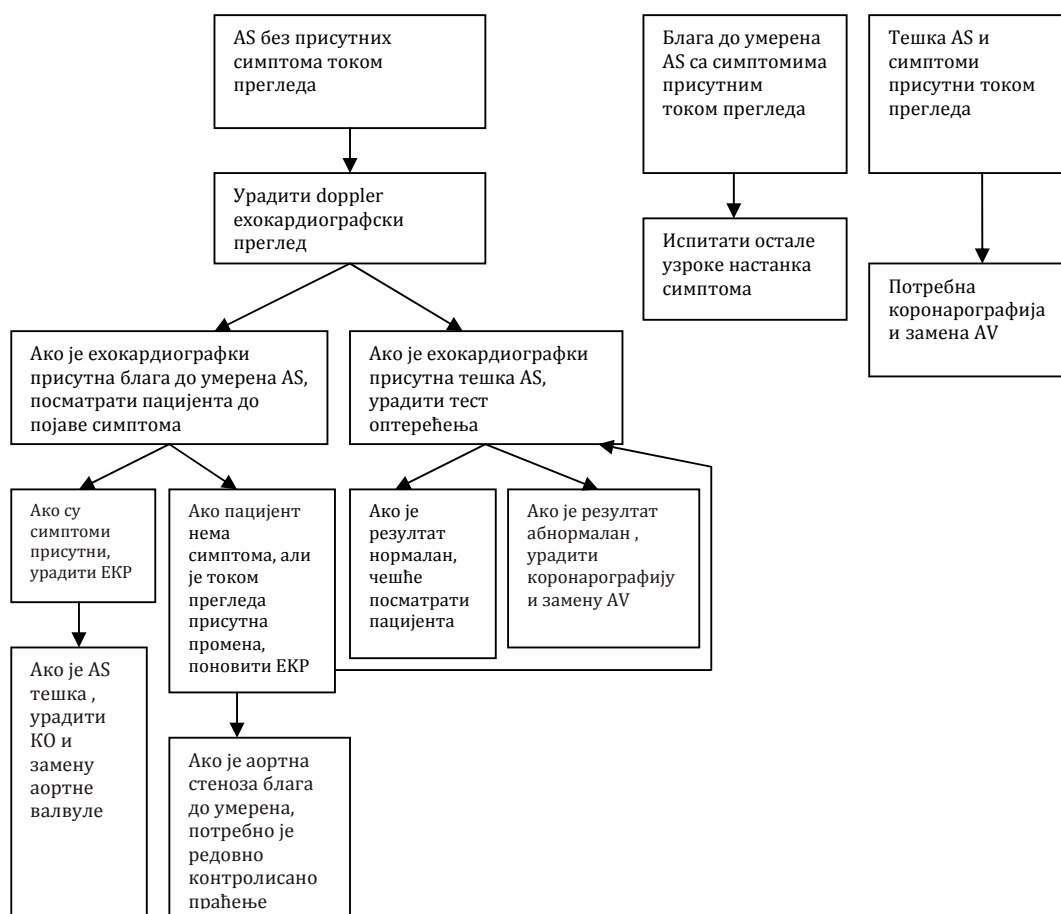 AS без присутних
симптома током
прегледа
Блага до умерена
AS са симптомима
присутним
током прегледа
Тешка AS и
симптоми
присутни током
прегледа
Урадити doppler
ехокардиографски
преглед
Испитати остале
узроке настанка
симптома
Потребна
коронарографија
и замена AV
Ако је ехокардиографки
присутна блага до умерена AS,
посматрати пацијента до
појаве симптома
Ако је ехокардиографки
присутна тешка AS,
урадити тест
оптерећења
Ако су
симптоми
присутни,
урадити ЕКР
Ако пацијент
нема
симптома, али
је током
прегледа
присутна
промена,
поновити ЕКР
Ако је
резултат
нормалан,
чешће
посматрати
пацијента
Ако је резултат
абнормалан ,
урадити
коронарографију
и замену AV
Ако је AS
тешка ,
урадити
КО и
замену
аортне
валвуле
Ако је аортна
стеноза блага
до умерена,
потребно је
редовно
контролисано
праћење